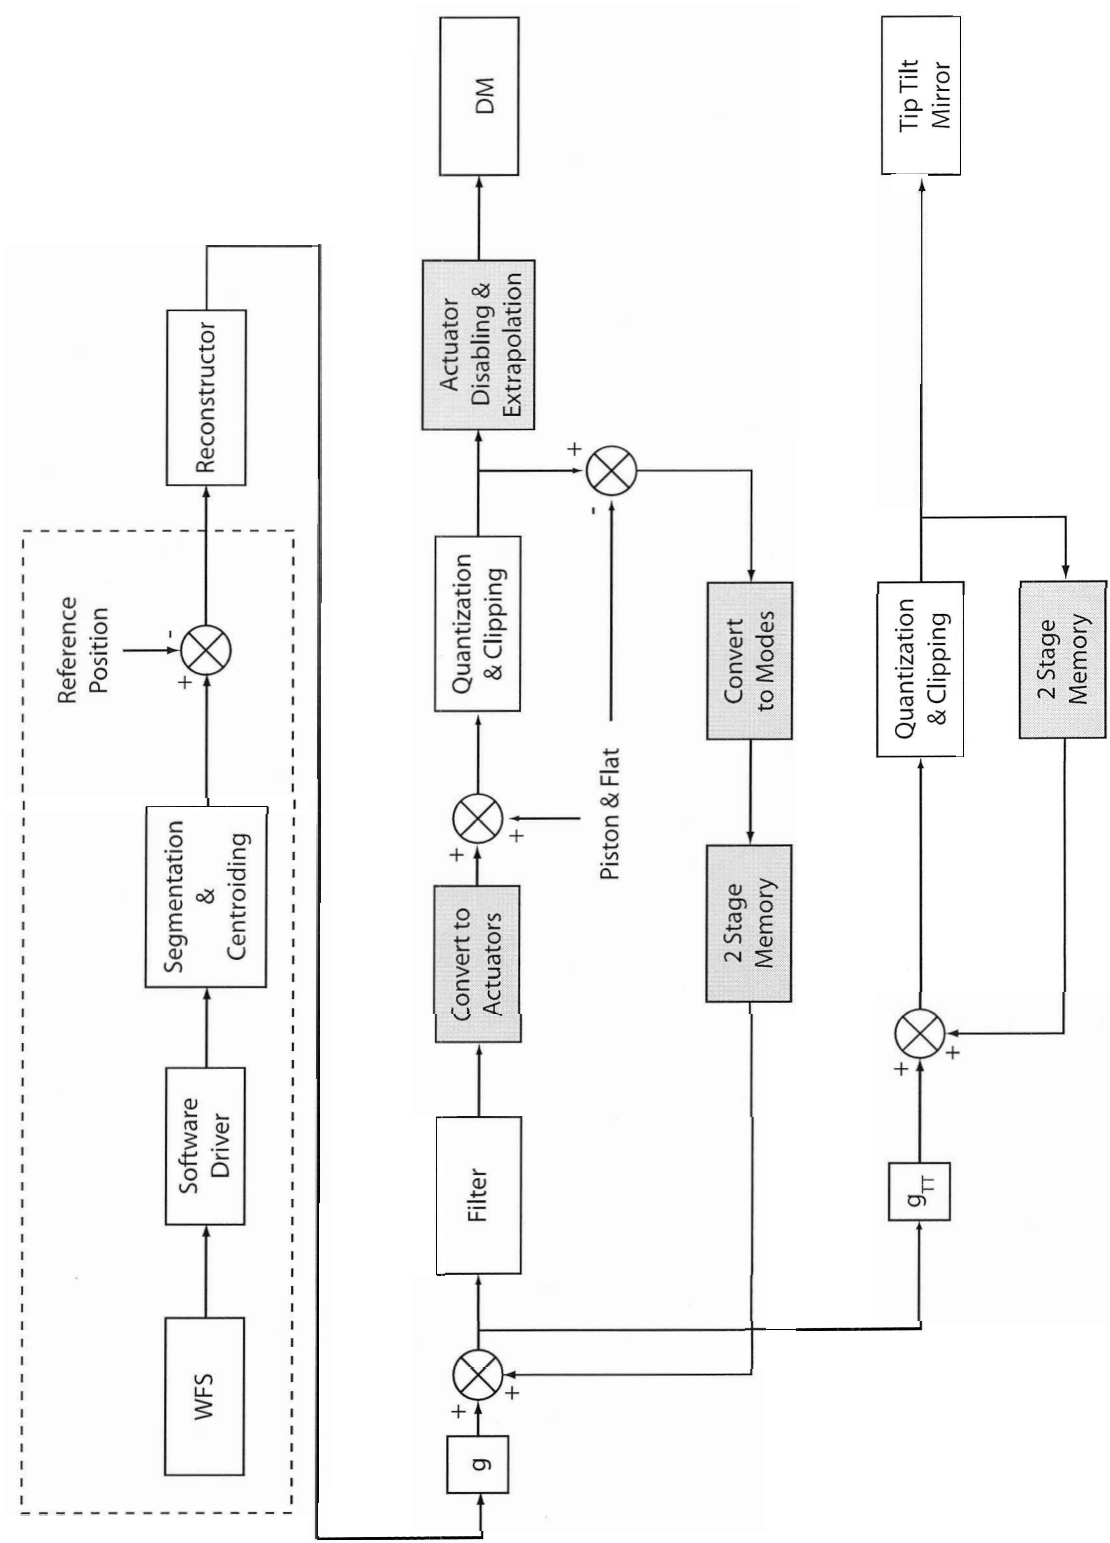 WFS
Software
Driver
Segmentation
&
Centroiding
Reference
Position
+
-
Reconstructor
g
+
+
Filter
Convert to
Actuators
+
+
Piston & Flat
Quantization
& Clipping
-
+
Actuator
Disabling &
Extrapolation
DM
Convert
to Modes
2 Stage
Memory
gTT
+
+
Quantization
& Clipping
2 Stage
Memory
Tip Tilt
Mirror